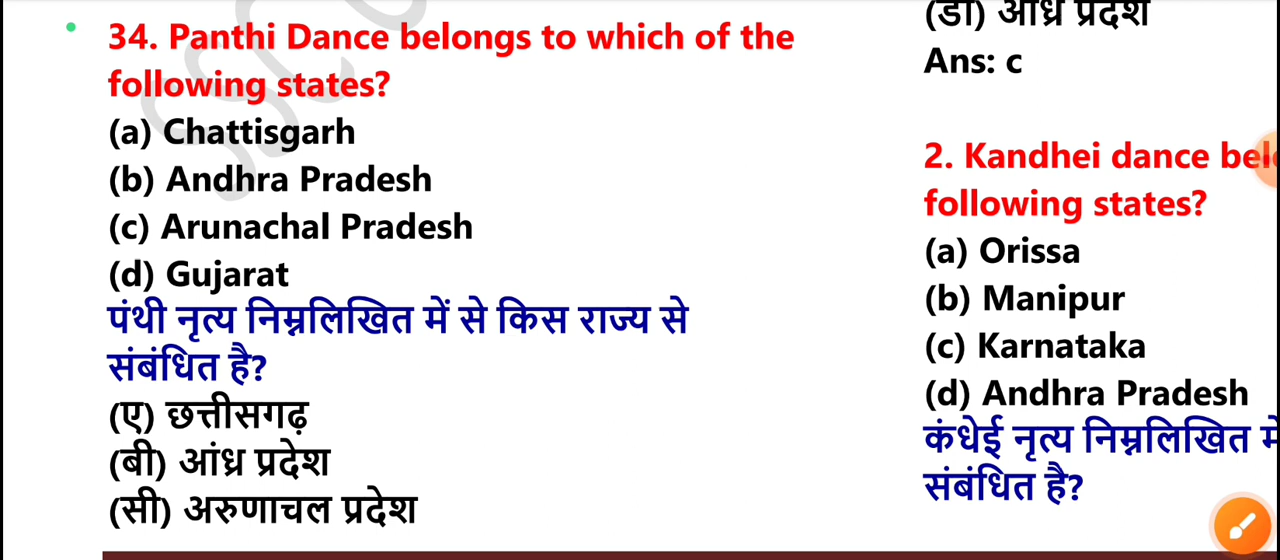 34. Panthi Dance belongs to which of the
following states?
(a) Chattisgarh
(b) Andhra Pradesh
(c) Arunachal Pradesh
(d) Gujarat
पंथी नृत्य निम्नलिखित में से किस राज्य से
संबंधित है?
(ए) छत्तीसगढ़
(बी) आंध्र प्रदेश
(सी) अरुणाचल प्रदेश
(डी) आंध्र प्रदेश
Ans: c
2. Kandhei dance
following states?
(a) Orissa
(b) Manipur
(c) Karnataka
(d) Andhra Pradesh
कंधेई नृत्य निम्नलिखित
संबंधित है?